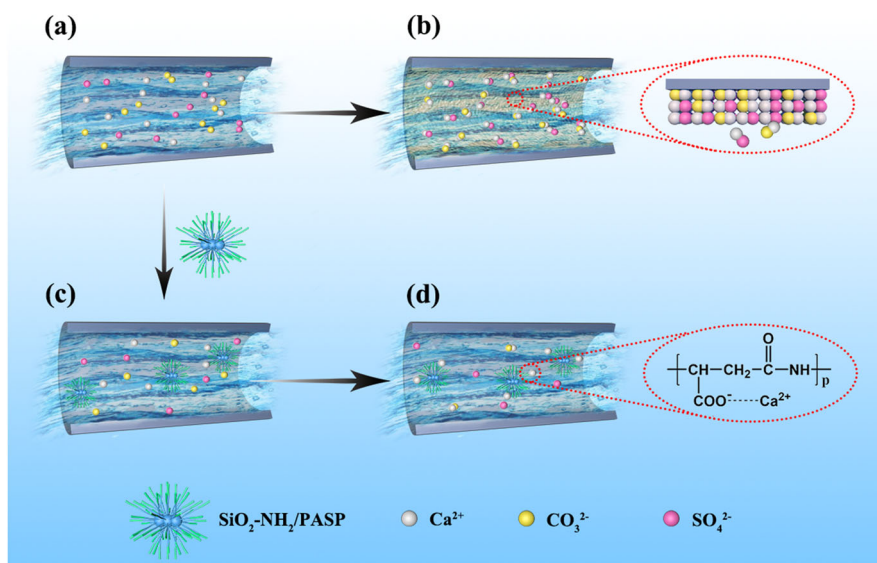 (a)
(b)
(c)
(d)
O
CH-CH₂-C-NH
p
COO⁻-----Ca²⁺
SiO₂-NH₂/PASP
Ca²⁺
CO₃²⁻
SO₄²⁻